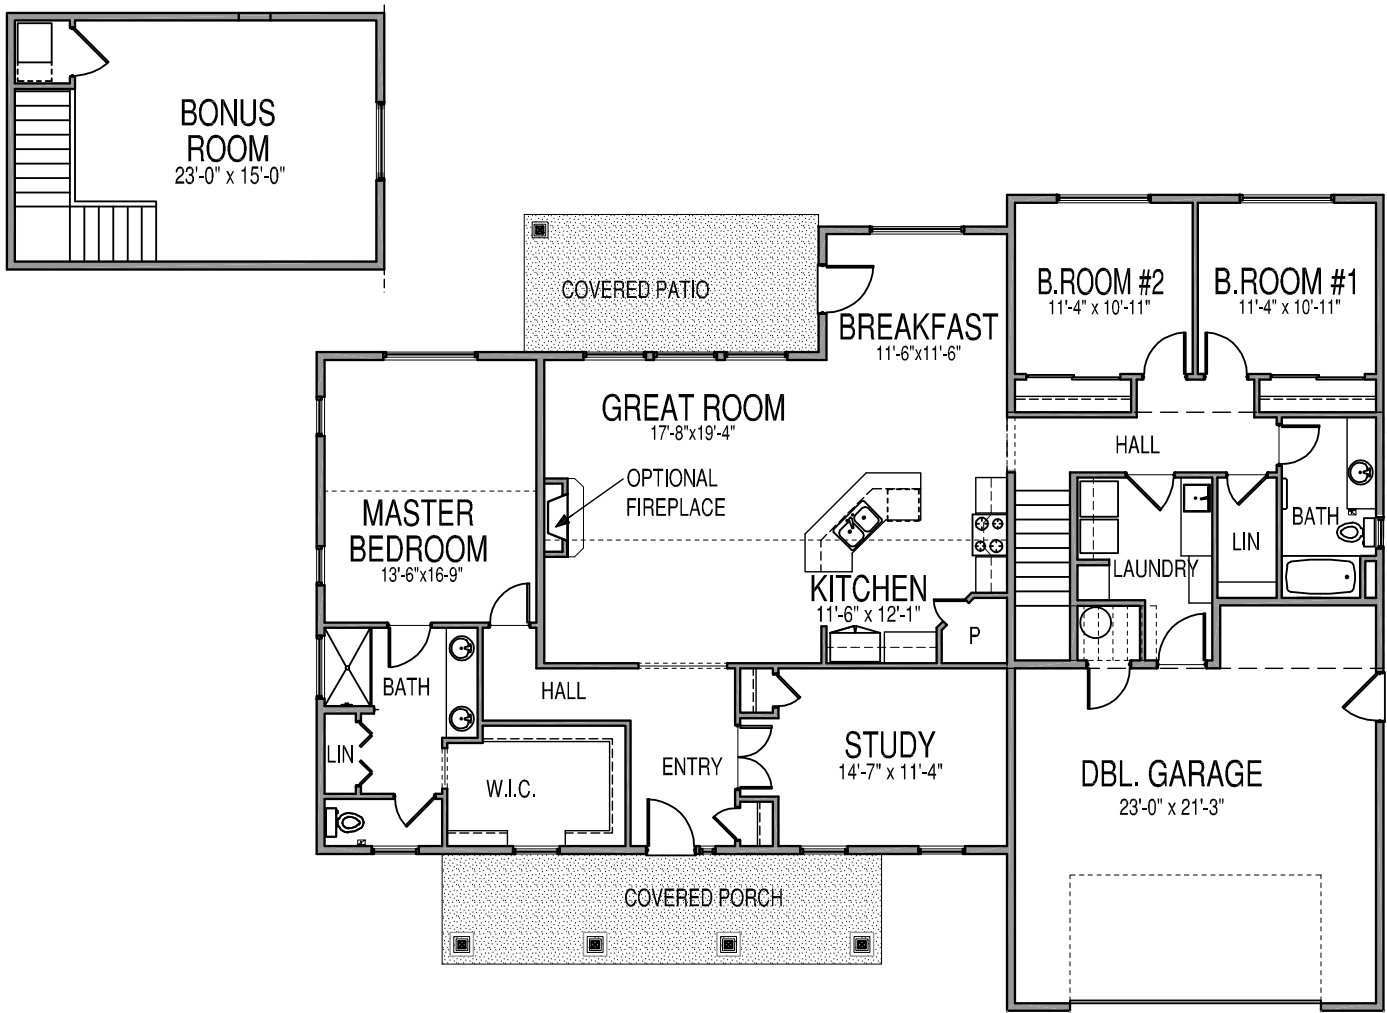 BONUS
ROOM
23'-0" x 15'-0"
COVERED PATIO
BREAKFAST
11'-6"x11'-6"
B.ROOM #2
11'-4" x 10'-11"
B.ROOM #1
11'-4" x 10'-11"
GREAT ROOM
17'-8"x19'-4"
OPTIONAL
FIREPLACE
HALL
MASTER
BEDROOM
13'-6"x16-9"
BATH
LIN
LAUNDRY
KITCHEN
11'-6" x 12'-1"
P
BATH
HALL
LIN
W.I.C.
ENTRY
STUDY
14'-7" x 11'-4"
DBL. GARAGE
23'-0" x 21'-3"
COVERED PORCH